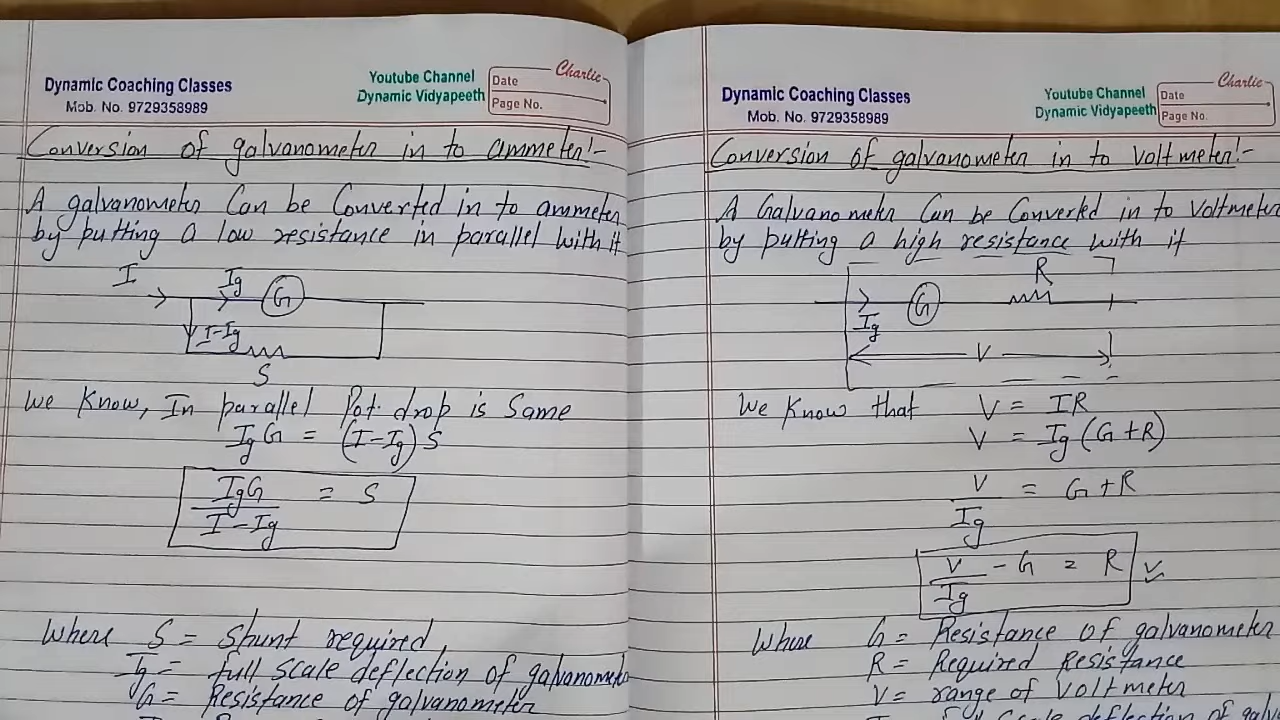 Dynamic Coaching Classes
Mob. No. 9729358989
Youtube Channel
Dynamic Vidyapeeth
Charlie
Date
Page No.
Conversion of galvanometer in to ammeter:-
A galvanometer Can be Converted in to ammeter
by putting a low resistance in parallel with it
I Ig G
I-Ig
S
We Know, In parallel Pot. drop is Same
IgG = (I-Ig) S
IgG = S
I - Ig
Where S = Shunt required,
Ig = full scale deflection of galvanometer
G = Resistance of galvanometer
Dynamic Coaching Classes
Mob. No. 9729358989
Youtube Channel
Dynamic Vidyapeeth
Charlie
Date
Page No.
Conversion of galvanometer in to Voltmeter:-
A Galvanometer Can be Converted in to Voltmeter
by putting a high resistance with it
R
G
Ig
V
We Know that V = IR
V = Ig (G+R)
V = G+R
Ig
V - G = R
Ig
Where G = Resistance of galvanometer
R = Required Resistance
V = range of Voltmeter